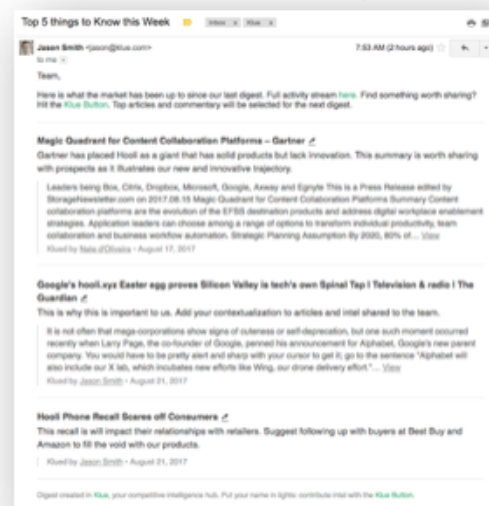 Top 5 things to Know this Week
Inbox x Klue x
Jason Smith <jason@klue.com>
7:53 AM (2 hours ago)
to me
Team,
Here is what the market has been up to since our last digest. Full activity stream here. Find something worth sharing?
Hit the Klue Button. Top articles and commentary will be selected for the next digest.
Magic Quadrant for Content Collaboration Platforms – Gartner
Gartner has placed Hooli as a giant that has solid products but lack innovation. This summary is worth sharing
with prospects as it illustrates our new and innovative trajectory.
Leaders being Box, Citrix, Dropbox, Microsoft, Google, Axway and Egnyte This is a Press Release edited by
StorageNewsletter.com on 2017.08.15 Magic Quadrant for Content Collaboration Platforms Summary Content
collaboration platforms are the evolution of the EFSS destination products and address digital workplace enablement
strategies. Application leaders can choose among a range of options to transform individual productivity, team
collaboration and business workflow automation. Strategic Planning Assumption By 2020, 80% of... View
Klued by Nate d'Oliveira • August 17, 2017
Google's hooli.xyz Easter egg proves Silicon Valley is tech's own Spinal Tap | Television & radio | The
Guardian
This is why this is important to us. Add your contextualization to articles and intel shared to the team.
It is not often that mega-corporations show signs of cuteness or self-deprecation, but one such moment occurred
recently when Larry Page, the co-founder of Google, penned his announcement for Alphabet, Google's new parent
company. You would have to be pretty alert and sharp with your cursor to get it; go to the sentence "Alphabet will
also include our X lab, which incubates new efforts like Wing, our drone delivery effort."... View
Klued by Jason Smith • August 21, 2017
Hooli Phone Recall Scares off Consumers
This recall is will impact their relationships with retailers. Suggest following up with buyers at Best Buy and
Amazon to fill the void with our products.
Klued by Jason Smith • August 21, 2017
Digest created in Klue, your competitive intelligence hub. Put your name in lights: contribute intel with the Klue Button.